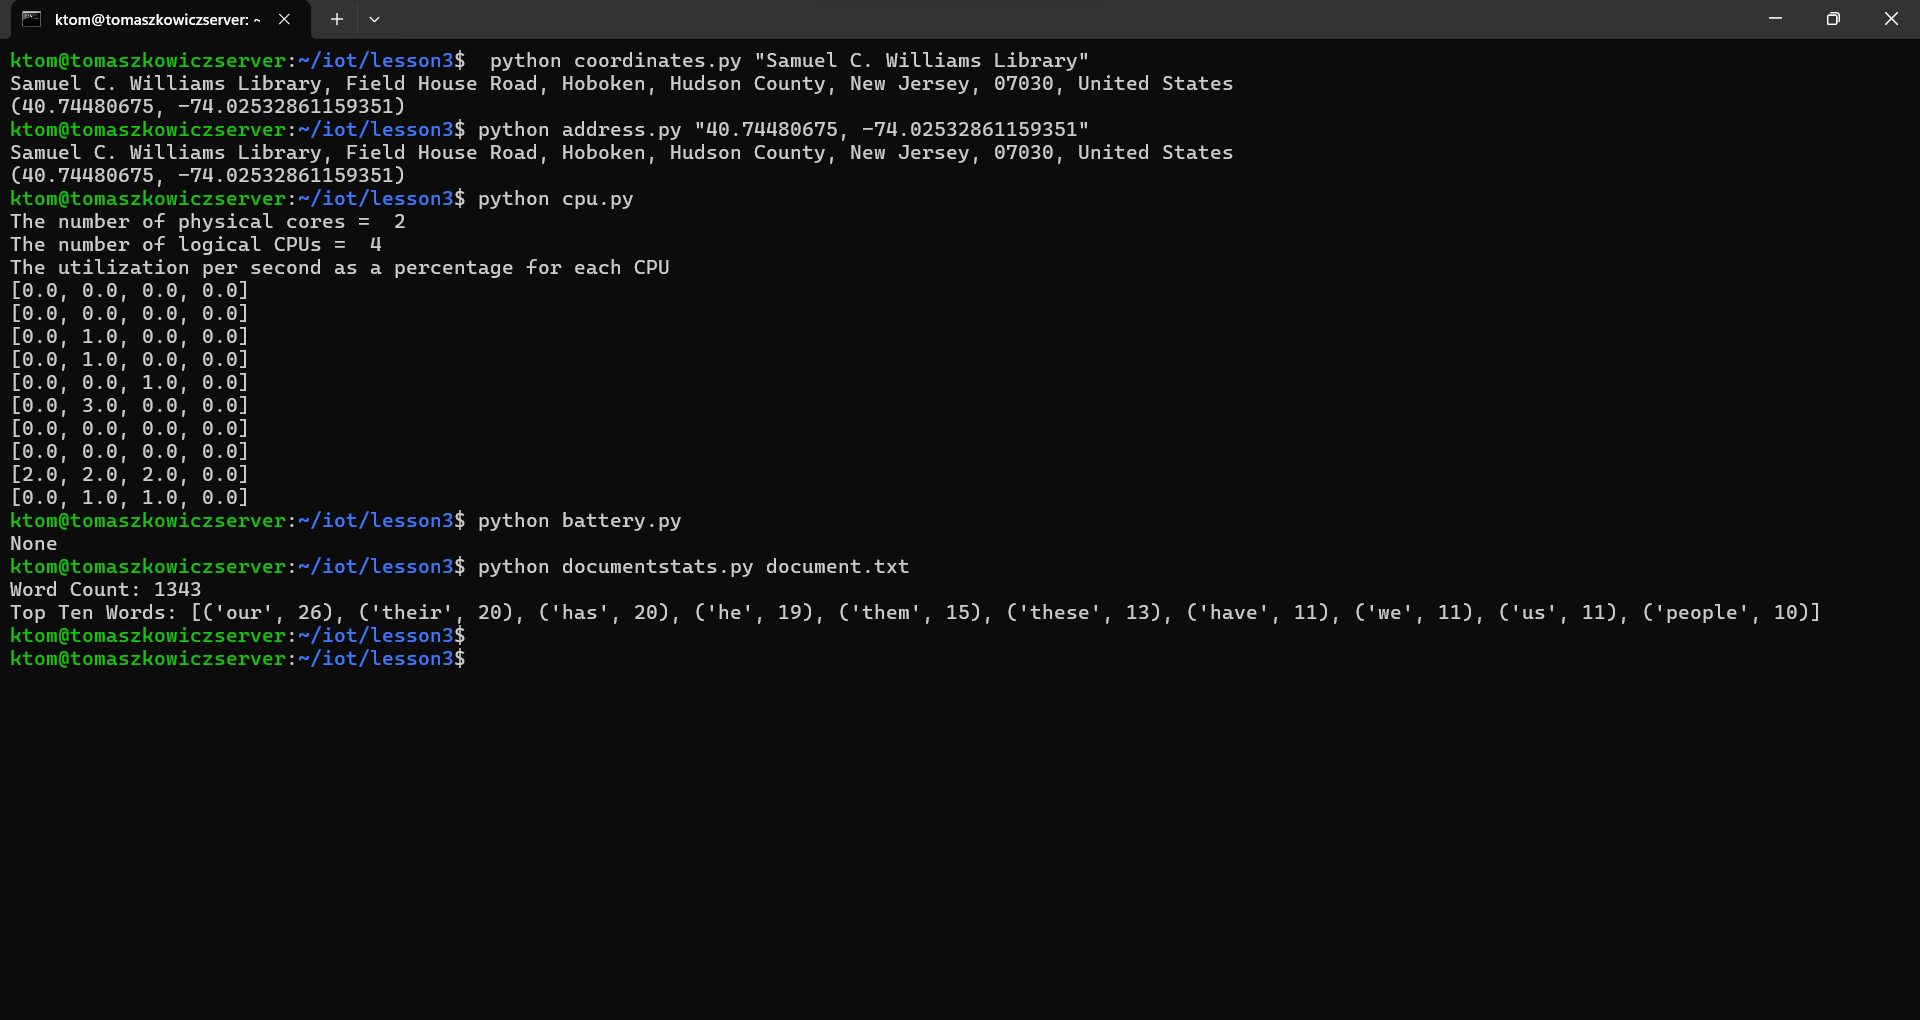 ktom@tomaszkowiczserver: ~
ktom@tomaszkowiczserver:~/iot/lesson3$  python coordinates.py "Samuel C. Williams Library"
Samuel C. Williams Library, Field House Road, Hoboken, Hudson County, New Jersey, 07030, United States
(40.74480675, -74.02532861159351)
ktom@tomaszkowiczserver:~/iot/lesson3$ python address.py "40.74480675, -74.02532861159351"
Samuel C. Williams Library, Field House Road, Hoboken, Hudson County, New Jersey, 07030, United States
(40.74480675, -74.02532861159351)
ktom@tomaszkowiczserver:~/iot/lesson3$ python cpu.py
The number of physical cores =  2
The number of logical CPUs =  4
The utilization per second as a percentage for each CPU
[0.0, 0.0, 0.0, 0.0]
[0.0, 0.0, 0.0, 0.0]
[0.0, 1.0, 0.0, 0.0]
[0.0, 1.0, 0.0, 0.0]
[0.0, 0.0, 1.0, 0.0]
[0.0, 3.0, 0.0, 0.0]
[0.0, 0.0, 0.0, 0.0]
[0.0, 0.0, 0.0, 0.0]
[2.0, 2.0, 2.0, 0.0]
[0.0, 1.0, 1.0, 0.0]
ktom@tomaszkowiczserver:~/iot/lesson3$ python battery.py
None
ktom@tomaszkowiczserver:~/iot/lesson3$ python documentstats.py document.txt
Word Count: 1343
Top Ten Words: [('our', 26), ('their', 20), ('has', 20), ('he', 19), ('them', 15), ('these', 13), ('have', 11), ('we', 11), ('us', 11), ('people', 10)]
ktom@tomaszkowiczserver:~/iot/lesson3$
ktom@tomaszkowiczserver:~/iot/lesson3$